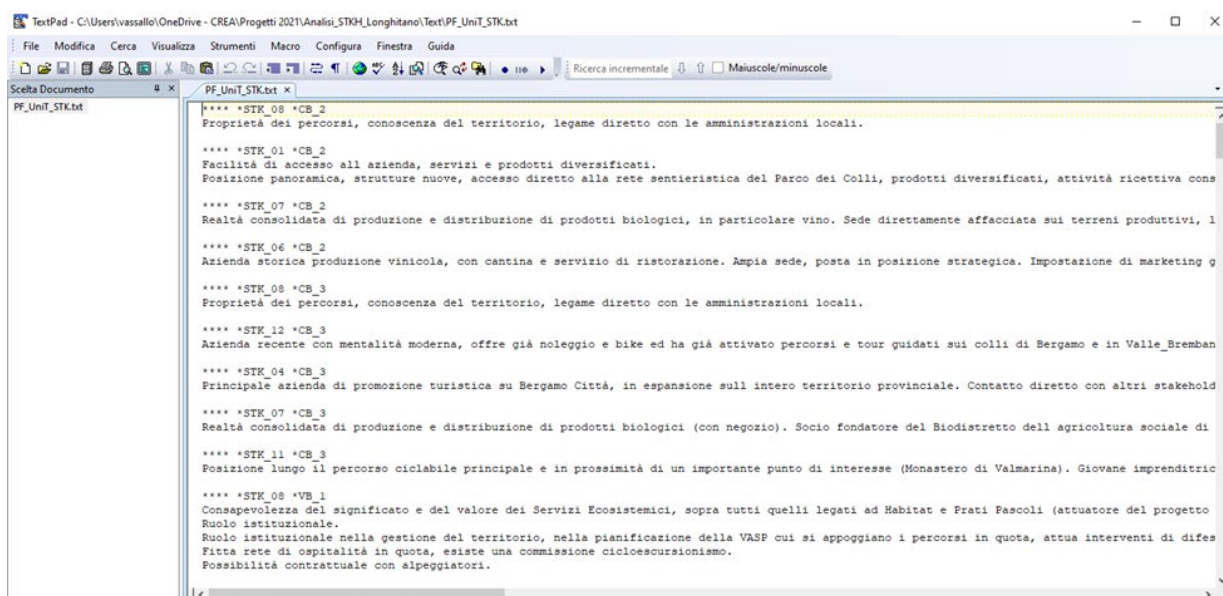 TextPad - C:\Users\vassallo\OneDrive - CREA\Progetti 2021\Analisi_STKH_Longhitano\Text\PF_UniT_STK.txt
File Modifica Cerca Visualizza Strumenti Macro Configura Finestra Guida
Ricerca incrementale Maiuscole/minuscole
Scelta Documento
PF_UniT_STK.txt
PF_UniT_STK.txt
**** *STK_08 *CB_2
Proprietà dei percorsi, conoscenza del territorio, legame diretto con le amministrazioni locali.
**** *STK_01 *CB_2
Facilità di accesso all azienda, servizi e prodotti diversificati.
Posizione panoramica, strutture nuove, accesso diretto alla rete sentieristica del Parco dei Colli, prodotti diversificati, attività ricettiva cons
**** *STK_07 *CB_2
Realtà consolidata di produzione e distribuzione di prodotti biologici, in particolare vino. Sede direttamente affacciata sui terreni produttivi, l
**** *STK_06 *CB_2
Azienda storica produzione vinicola, con cantina e servizio di ristorazione. Ampia sede, posta in posizione strategica. Impostazione di marketing g
**** *STK_08 *CB_3
Proprietà dei percorsi, conoscenza del territorio, legame diretto con le amministrazioni locali.
**** *STK_12 *CB_3
Azienda recente con mentalità moderna, offre già noleggio e bike ed ha già attivato percorsi e tour guidati sui colli di Bergamo e in Valle_Bremban
**** *STK_04 *CB_3
Principale azienda di promozione turistica su Bergamo Città, in espansione sull intero territorio provinciale. Contatto diretto con altri stakehold
**** *STK_07 *CB_3
Realtà consolidata di produzione e distribuzione di prodotti biologici (con negozio). Socio fondatore del Biodistretto dell agricoltura sociale di
**** *STK_11 *CB_3
Posizione lungo il percorso ciclabile principale e in prossimità di un importante punto di interesse (Monastero di Valmarina). Giovane imprenditric
**** *STK_08 *VB_1
Consapevolezza del significato e del valore dei Servizi Ecosistemici, sopra tutti quelli legati ad Habitat e Prati Pascoli (attuatore del progetto
Ruolo istituzionale.
Ruolo istituzionale nella gestione del territorio, nella pianificazione della VASP cui si appoggiano i percorsi in quota, attua interventi di difes
Fitta rete di ospitalità in quota, esiste una commissione cicloescursionismo.
Possibilità contrattuale con alpeggiatori.